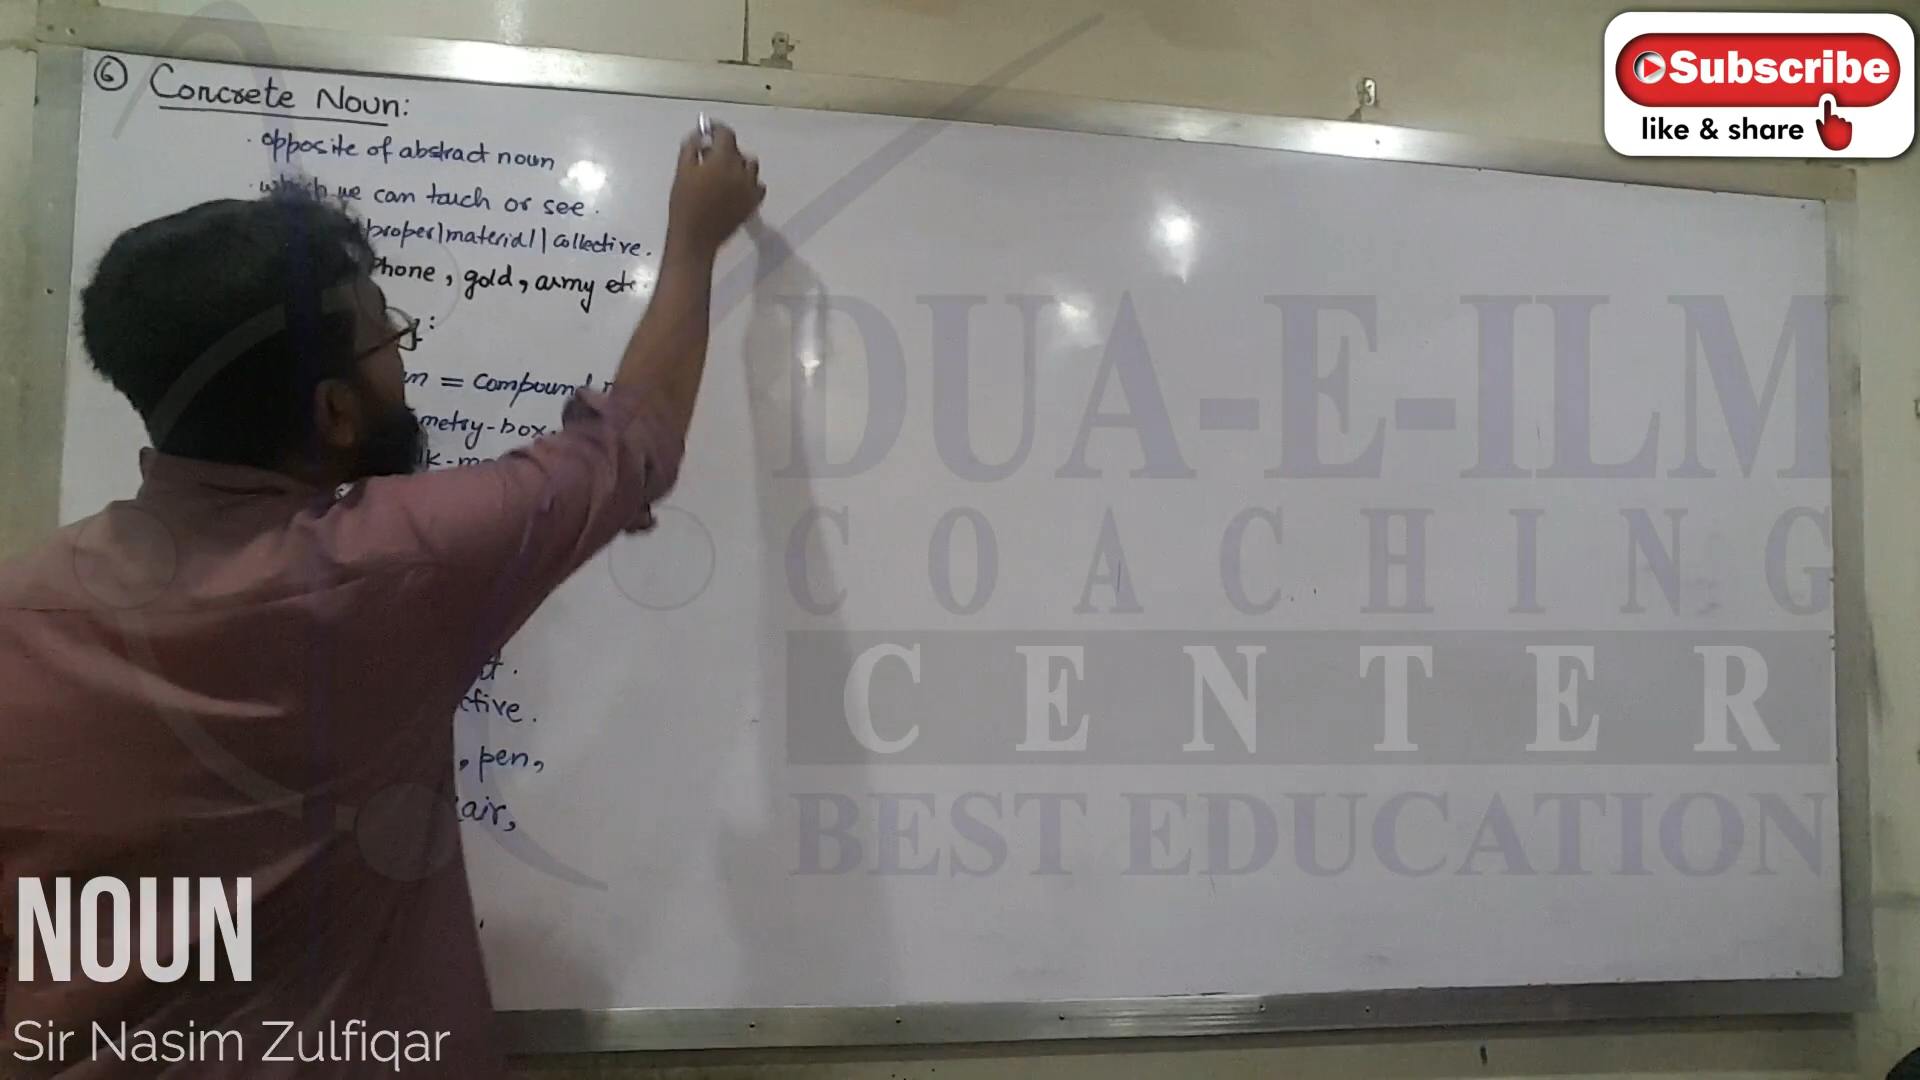 6 Concrete Noun:
. opposite of abstract noun
. which we can touch or see.
proper/material/collective.
Phone, gold, army etc.
= Compound
metry-box.
ctive.
, pen,
air,
DUA-E-ILM
COACHING
CENTER
BEST EDUCATION
Subscribe
like & share
NOUN
Sir Nasim Zulfiqar